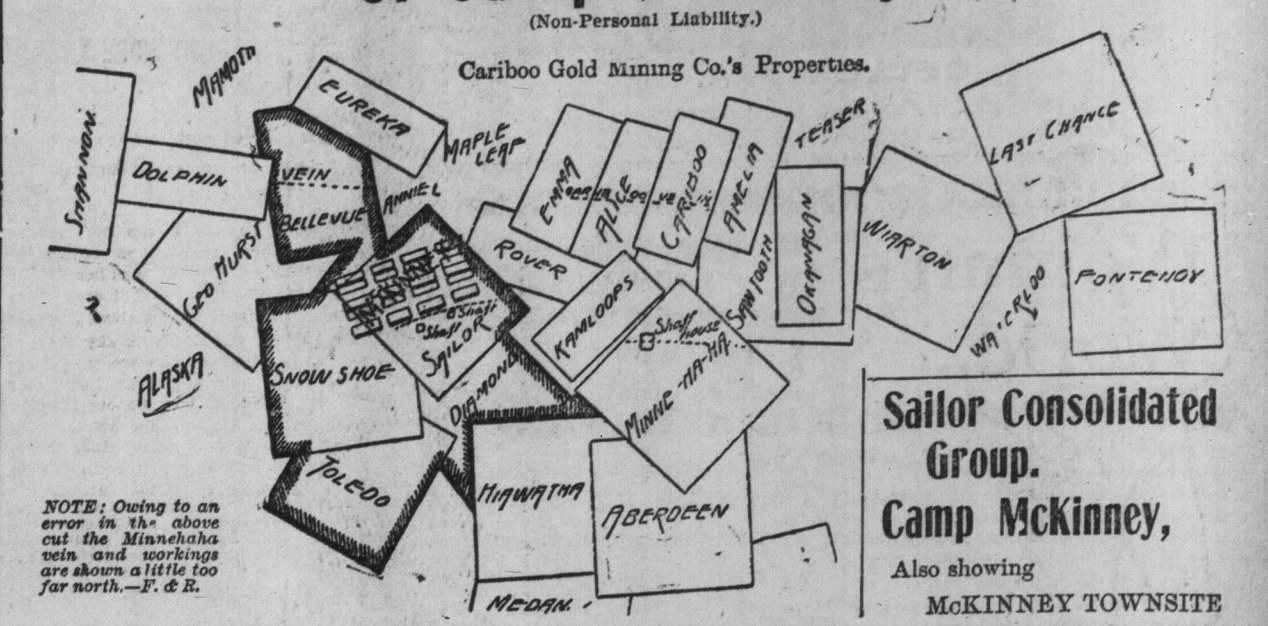 (Non-Personal Liability.)
Cariboo Gold Mining Co.'s Properties.
MAMOTH
SHANNON
EUREKA
MAPLE
LEAF
DOLPHIN
VEIN
BELLEVUE
ANNIE L
GEO HURST
ALASKA
SNOW SHOE
TOLEDO
Shaft
Shaft
SAILOR
DIAMOND
ROVER
EMMA
ALICE
CARIBOO
AMELIA
TEASER
OKANAGAN
SAWTOOTH
KAMLOOPS
Shaft
house
MINNE-HA-HA
WIARTON
LAST CHANCE
FONTENOY
HIAWATHA
ABERDEEN
MEDAN.
NOTE: Owing to an
error in the above
cut the Minnehaha
vein and workings
are shown a little too
far north.—F. & R.
Sailor Consolidated
Group.
Camp McKinney,
Also showing
McKINNEY TOWNSITE